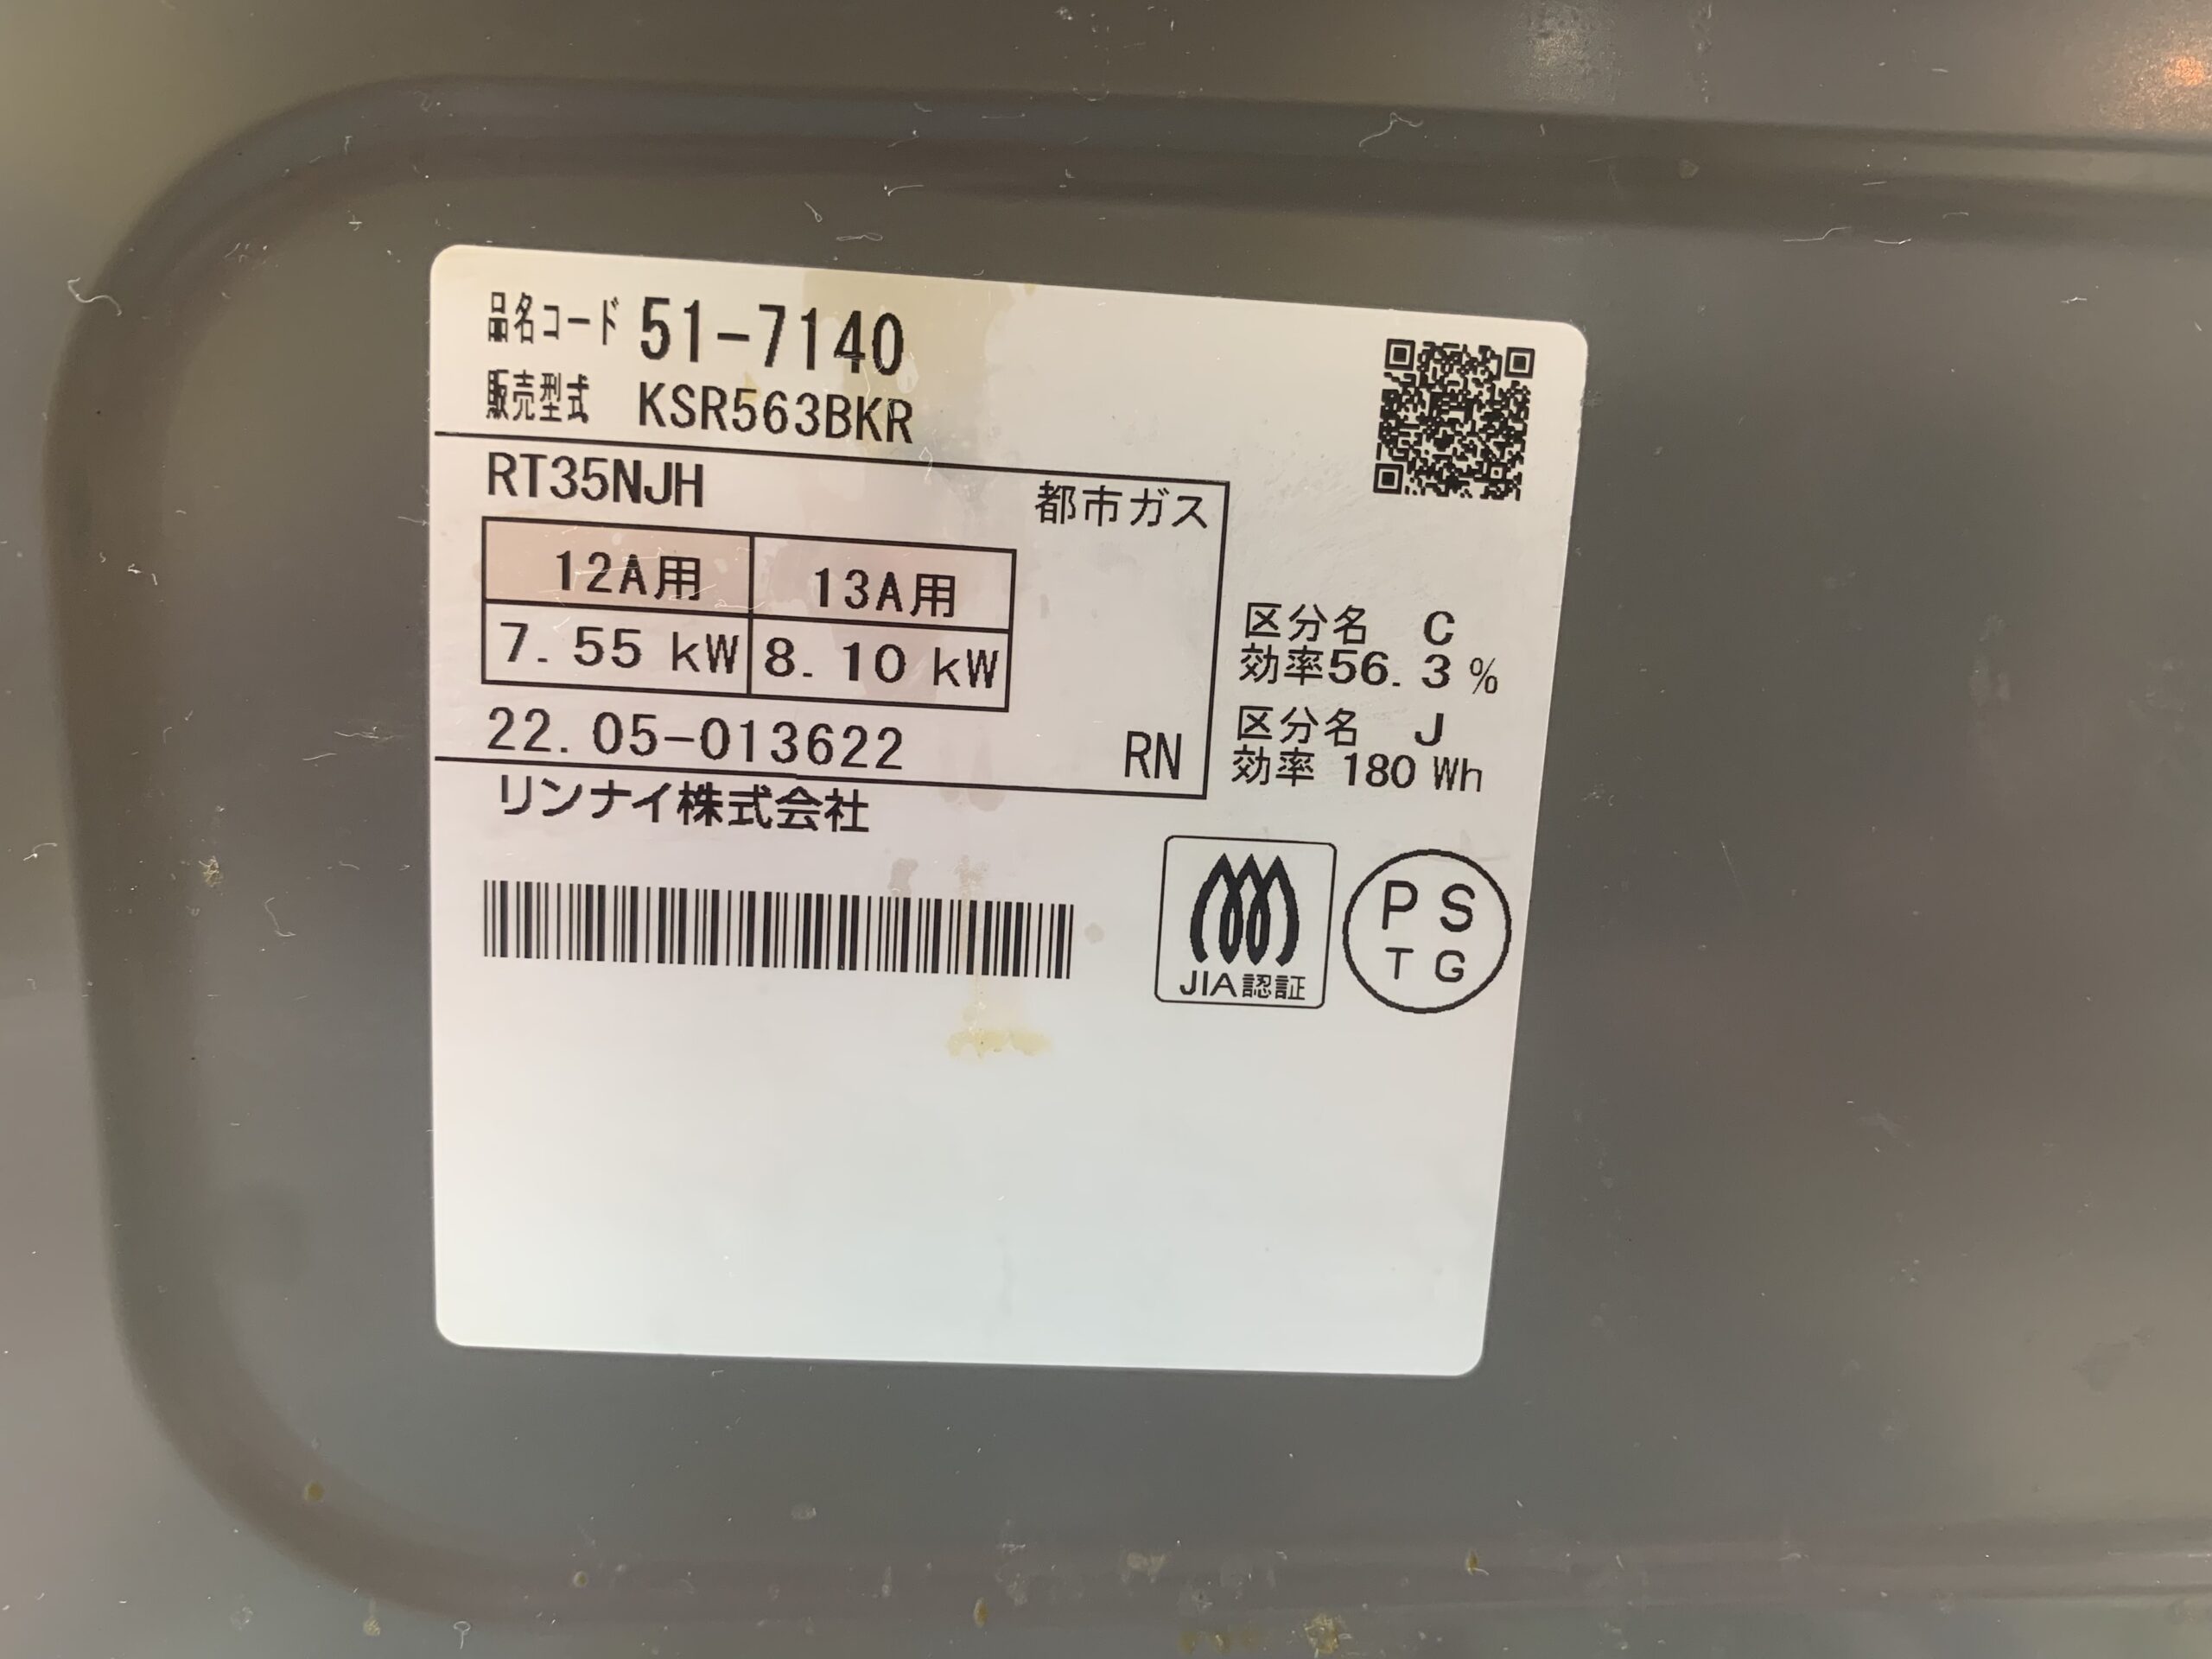 品名コード 51-7140
販売型式 KSR563BKR
RT35NJH
都市ガス
12A用 13A用
7.55 kW 8.10 kW
22.05-013622
RN
区分名 C
効率56.3%
区分名 J
効率 180 Wh
リンナイ株式会社
JIA認証
PS
TG